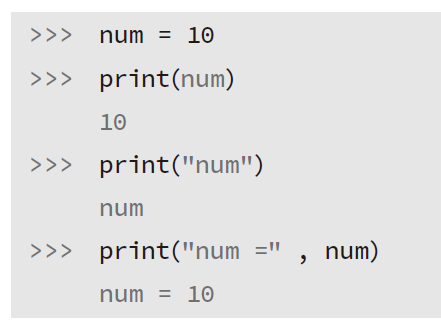 >>> num = 10
>>> print(num)
10
>>> print("num")
num
>>> print("num =" , num)
num = 10